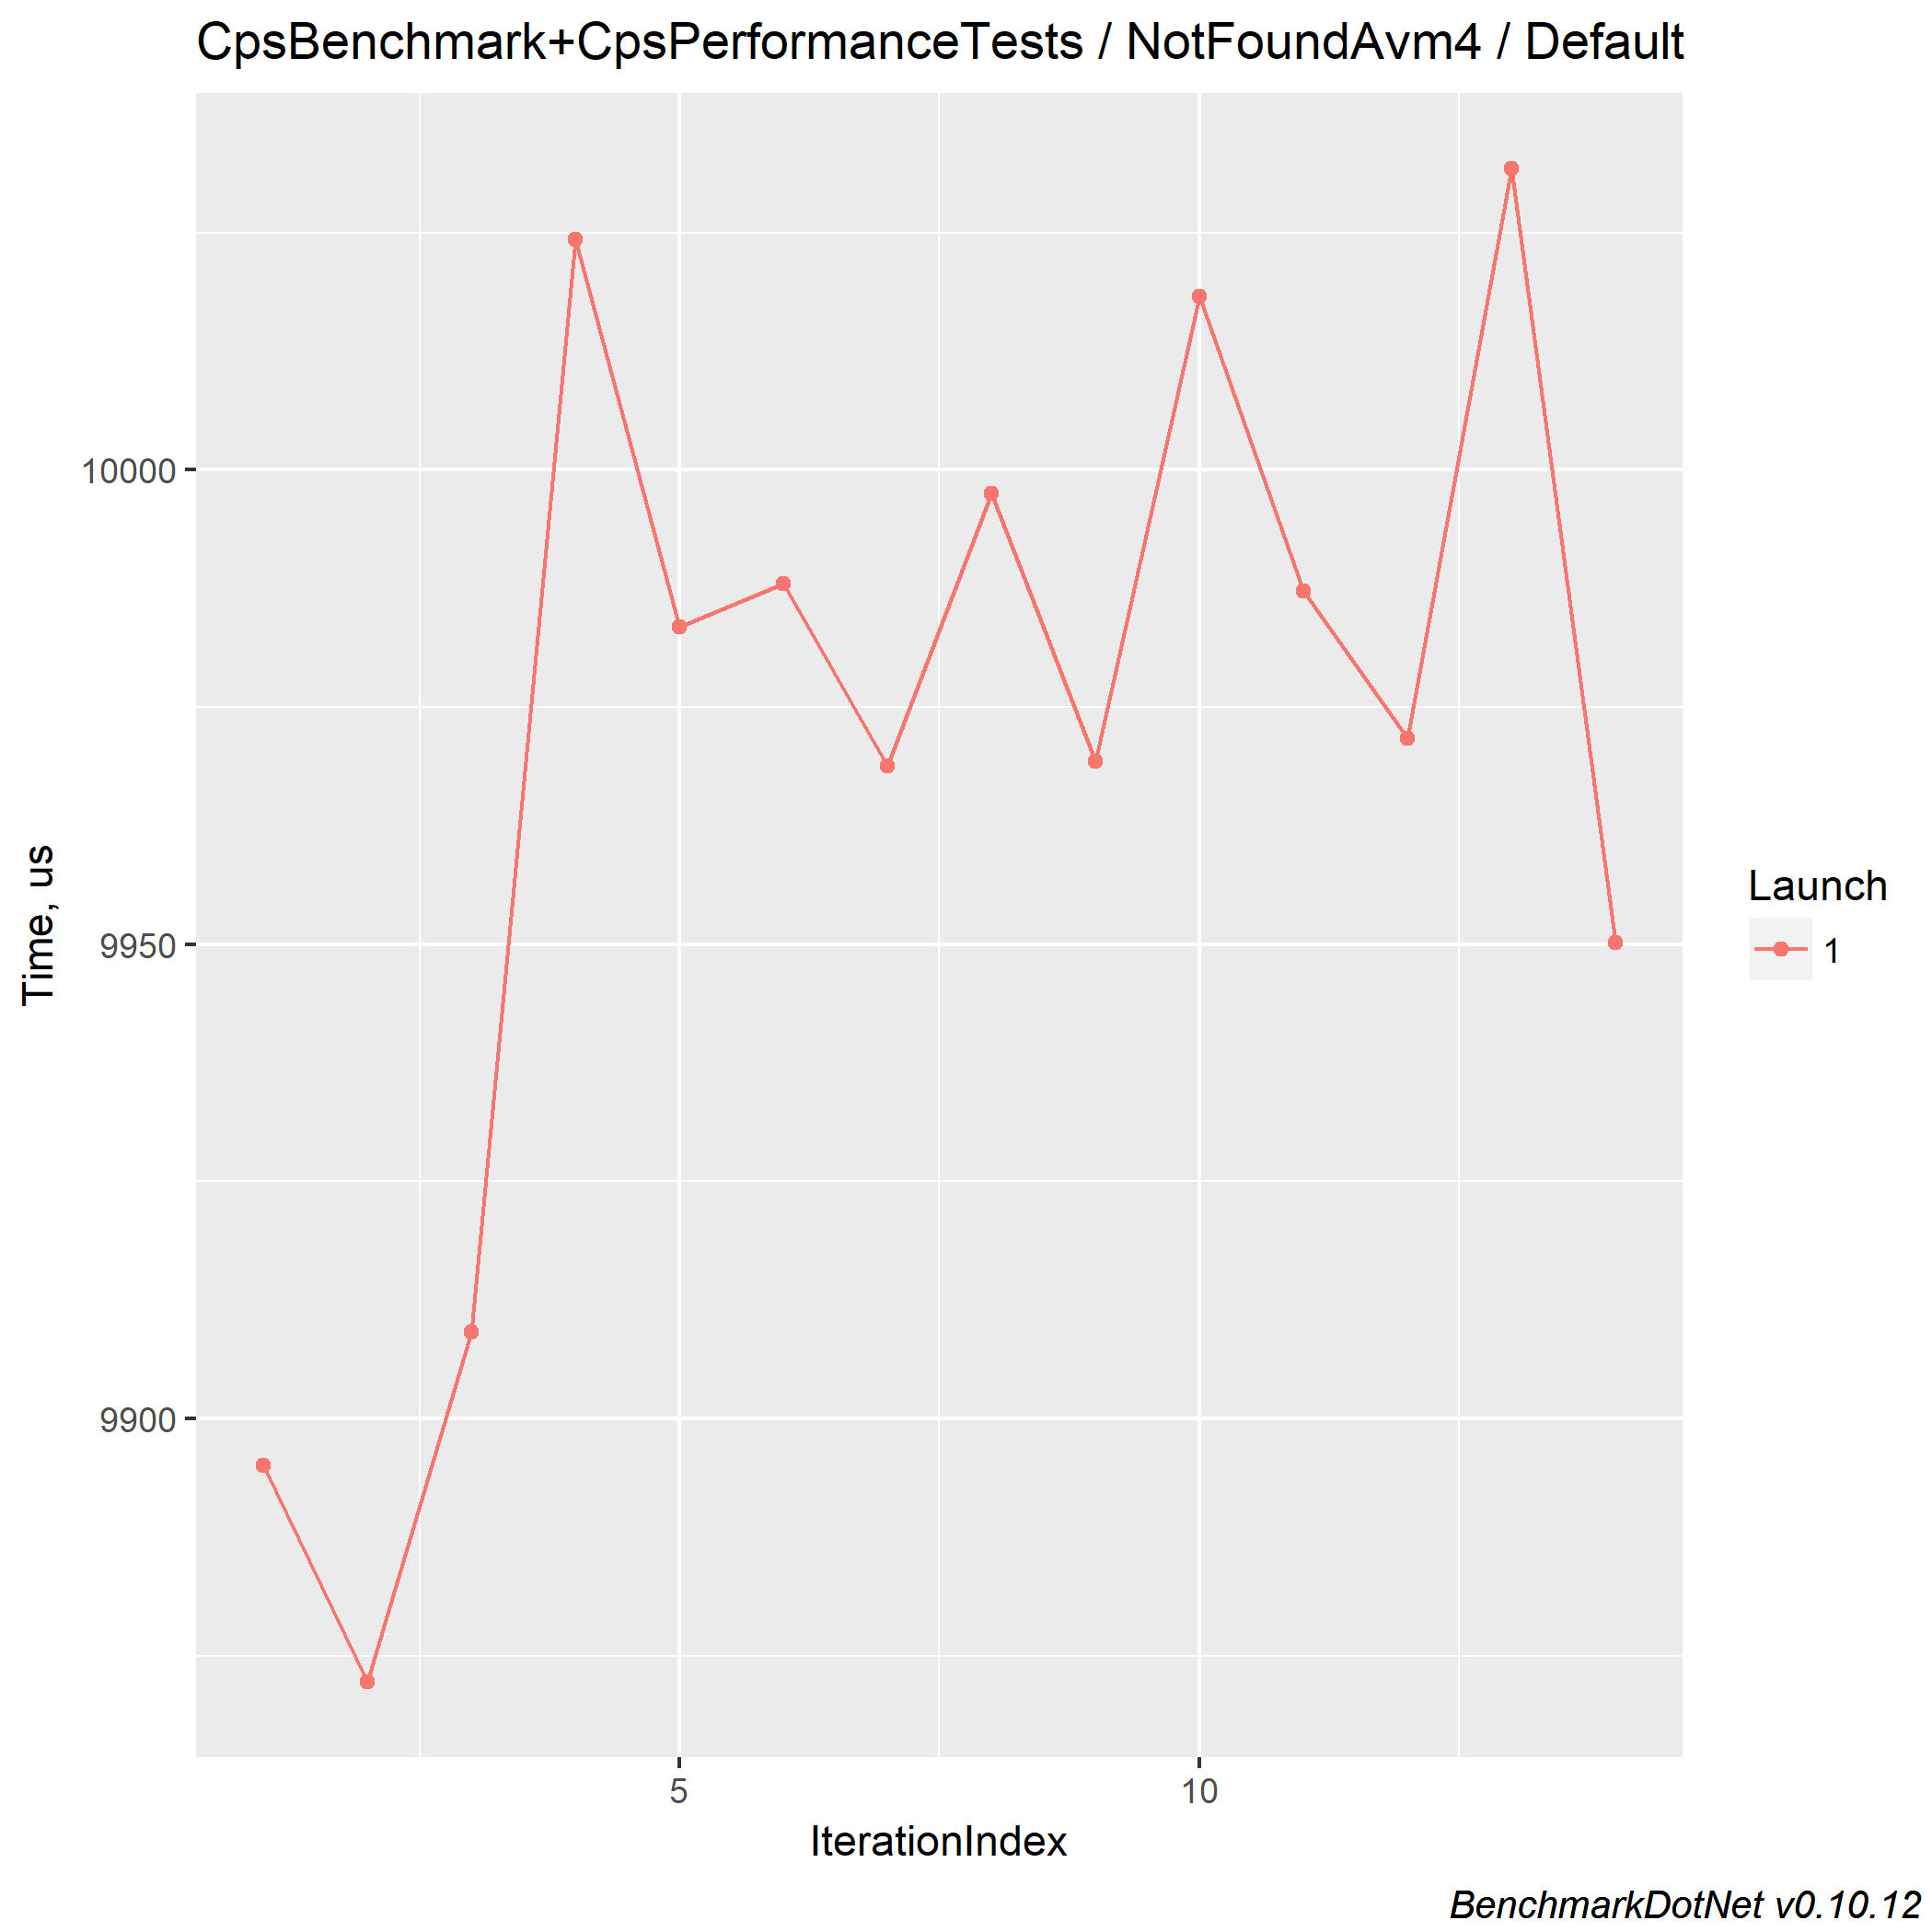 CpsBenchmark+CpsPerformanceTests / NotFoundAvm4 / Default
10000
9950
9900
Time, us
5
10
IterationIndex
Launch
1
BenchmarkDotNet v0.10.12